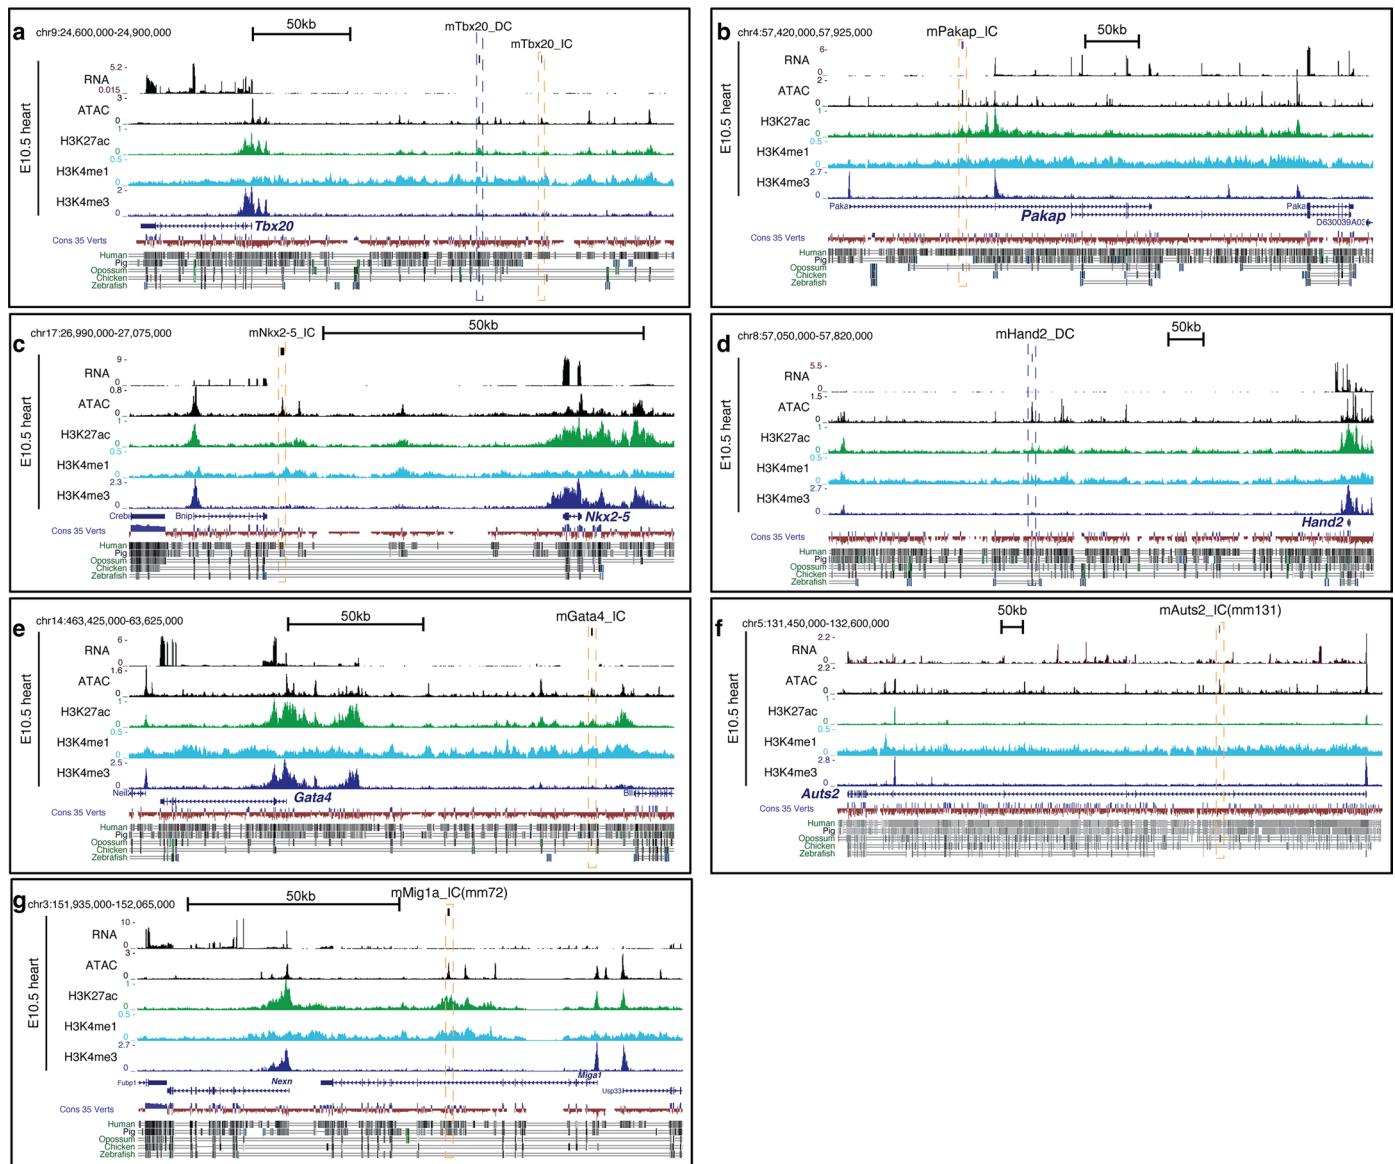 a chr9:24,600,000-24,900,000
50kb
mTbx20_DC
mTbx20_IC
E10.5 heart
RNA 5.2 0.015
ATAC 3 0
H3K27ac 1 0
H3K4me1 0.5 0
H3K4me3 2 0
Tbx20
Cons 35 Verts
Human
Pig
Opossum
Chicken
Zebrafish
b chr4:57,420,000,57,925,000
mPakap_IC
50kb
E10.5 heart
RNA 6 0
ATAC 2 0
H3K27ac 1 0
H3K4me1 0.5 0
H3K4me3 2.7 0
Paka Pakap Paka
D630039A03
Cons 35 Verts
Human
Pig
Opossum
Chicken
Zebrafish
c chr17:26,990,000-27,075,000
mNkx2-5_IC
50kb
E10.5 heart
RNA 9 0
ATAC 0.8 0
H3K27ac 1 0
H3K4me1 0.5 0
H3K4me3 2.3 0
Creb Bnip Nkx2-5
Cons 35 Verts
Human
Pig
Opossum
Chicken
Zebrafish
d chr8:57,050,000-57,820,000
mHand2_DC
50kb
E10.5 heart
RNA 5.5 0
ATAC 1.5 0
H3K27ac 1 0
H3K4me1 0.5 0
H3K4me3 2.7 0
Hand2
Cons 35 Verts
Human
Pig
Opossum
Chicken
Zebrafish
e chr14:463,425,000-63,625,000
50kb
mGata4_IC
E10.5 heart
RNA 6 0
ATAC 1.6 0
H3K27ac 1 0
H3K4me1 0.5 0
H3K4me3 2.5 0
Neil Gata4
Cons 35 Verts
Human
Pig
Opossum
Chicken
Zebrafish
f chr5:131,450,000-132,600,000
50kb
mAuts2_IC(mm131)
E10.5 heart
RNA 2.2 0
ATAC 2.2 0
H3K27ac 1 0
H3K4me1 0.5 0
H3K4me3 2.8 0
Auts2
Cons 35 Verts
Human
Pig
Opossum
Chicken
Zebrafish
g chr3:151,935,000-152,065,000
50kb
mMig1a_IC(mm72)
E10.5 heart
RNA 10 0
ATAC 3 0
H3K27ac 1 0
H3K4me1 0.5 0
H3K4me3 2.7 0
Fubp1 Nexn Miga1 Usp33
Cons 35 Verts
Human
Pig
Opossum
Chicken
Zebrafish